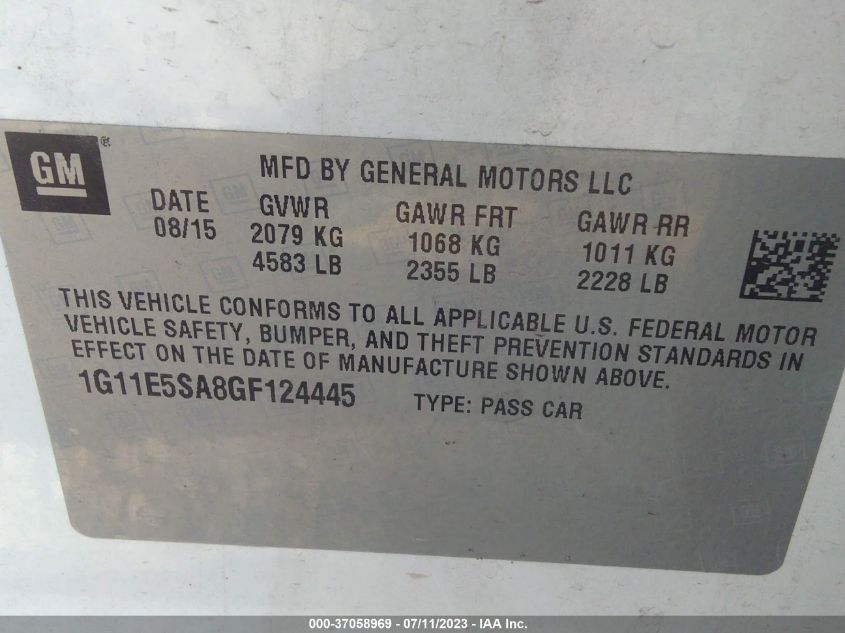 GM ®
MFD BY GENERAL MOTORS LLC
DATE GVWR GAWR FRT GAWR RR
08/15 2079 KG 1068 KG 1011 KG
4583 LB 2355 LB 2228 LB
THIS VEHICLE CONFORMS TO ALL APPLICABLE U.S. FEDERAL MOTOR
VEHICLE SAFETY, BUMPER, AND THEFT PREVENTION STANDARDS IN
EFFECT ON THE DATE OF MANUFACTURE SHOWN ABOVE.
1G11E5SA8GF124445 TYPE: PASS CAR
000-37058969 - 07/11/2023 - IAA Inc.